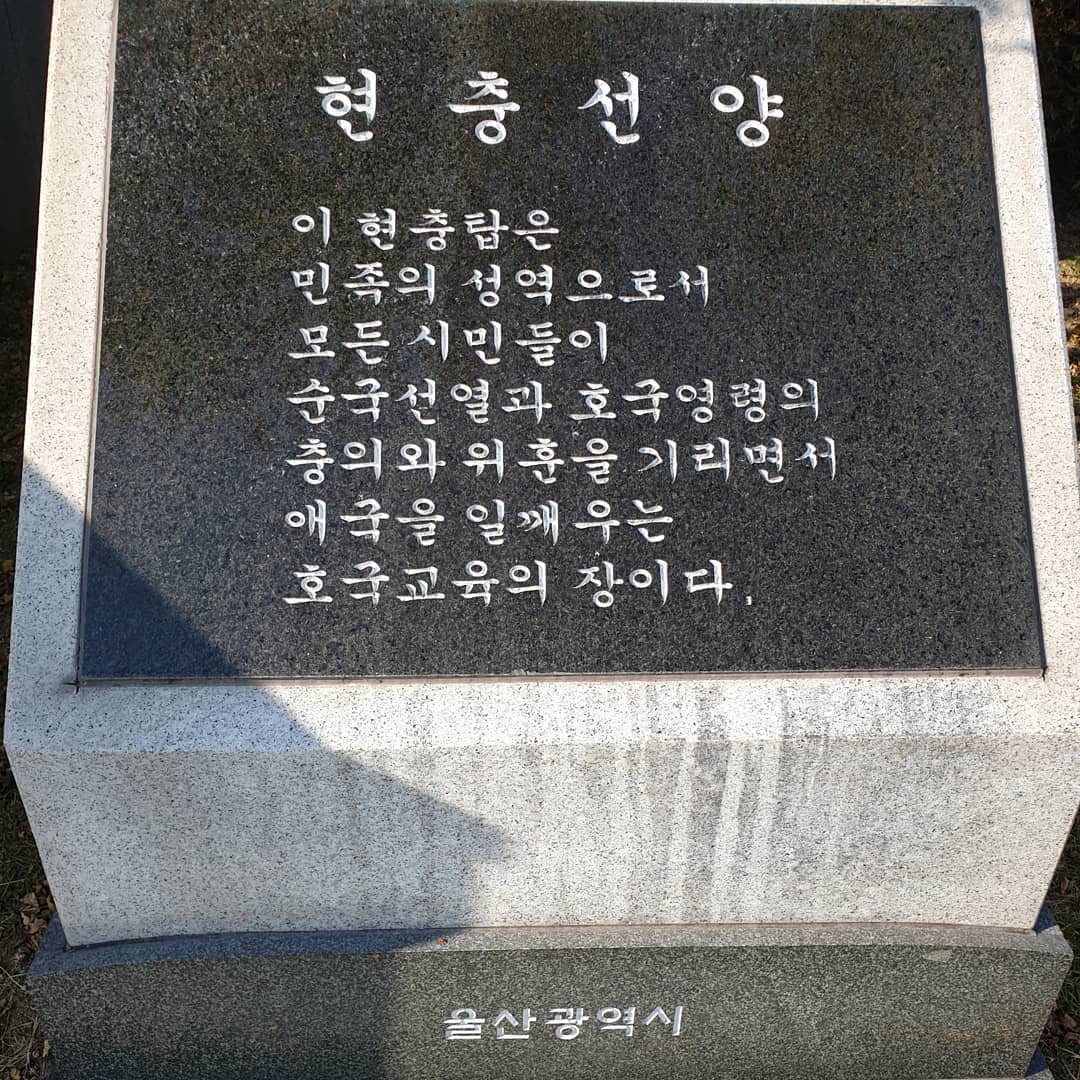 현충선양
이 현충탑은
민족의 성역으로서
모든 시민들이
순국선열과 호국영령의
충의와 위훈을 기리면서
애국을 일깨우는
호국교육의 장이다.
울산광역시